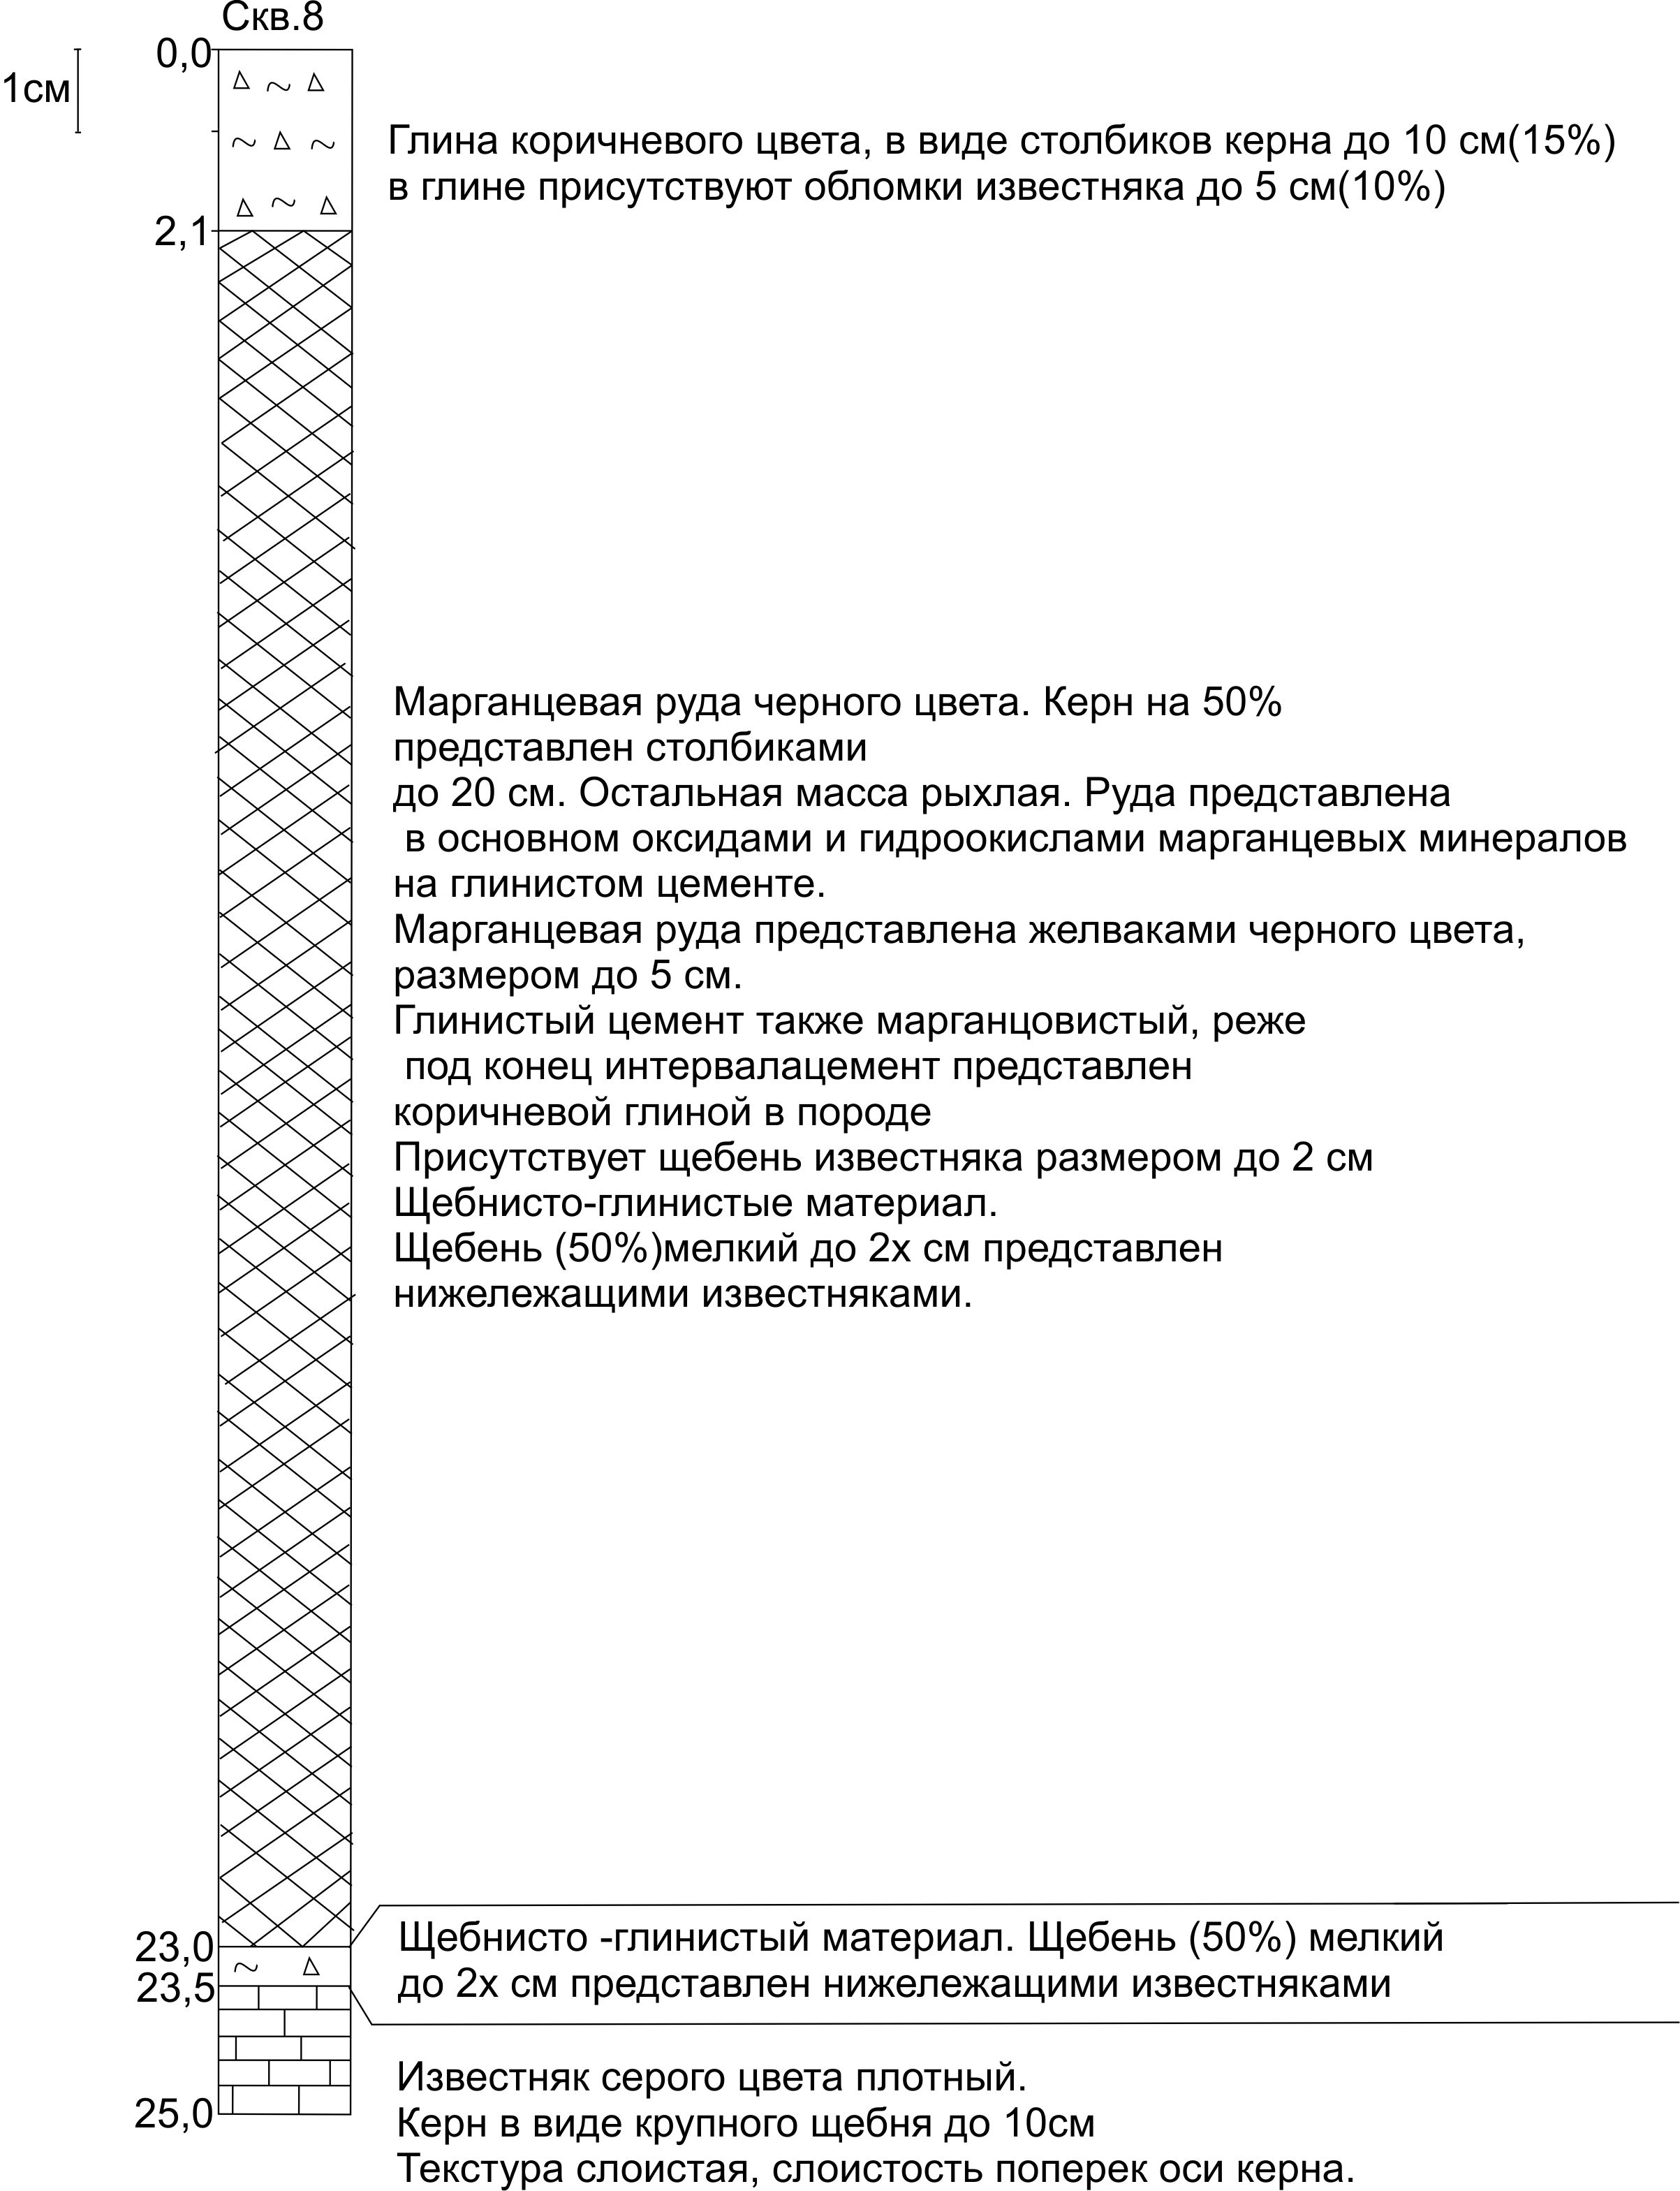 Скв.8
0,0
1см
Глина коричневого цвета, в виде столбиков керна до 10 см(15%)
в глине присутствуют обломки известняка до 5 см(10%)
2,1
Марганцевая руда черного цвета. Керн на 50%
представлен столбиками
до 20 см. Остальная масса рыхлая. Руда представлена
в основном оксидами и гидроокислами марганцевых минералов
на глинистом цементе.
Марганцевая руда представлена желваками черного цвета,
размером до 5 см.
Глинистый цемент также марганцовистый, реже
под конец интервалацемент представлен
коричневой глиной в породе
Присутствует щебень известняка размером до 2 см
Щебнисто-глинистые материал.
Щебень (50%)мелкий до 2х см представлен
нижележащими известняками.
23,0
Щебнисто -глинистый материал. Щебень (50%) мелкий
до 2х см представлен нижележащими известняками
23,5
Известняк серого цвета плотный.
Керн в виде крупного щебня до 10см
25,0
Текстура слоистая, слоистость поперек оси керна.